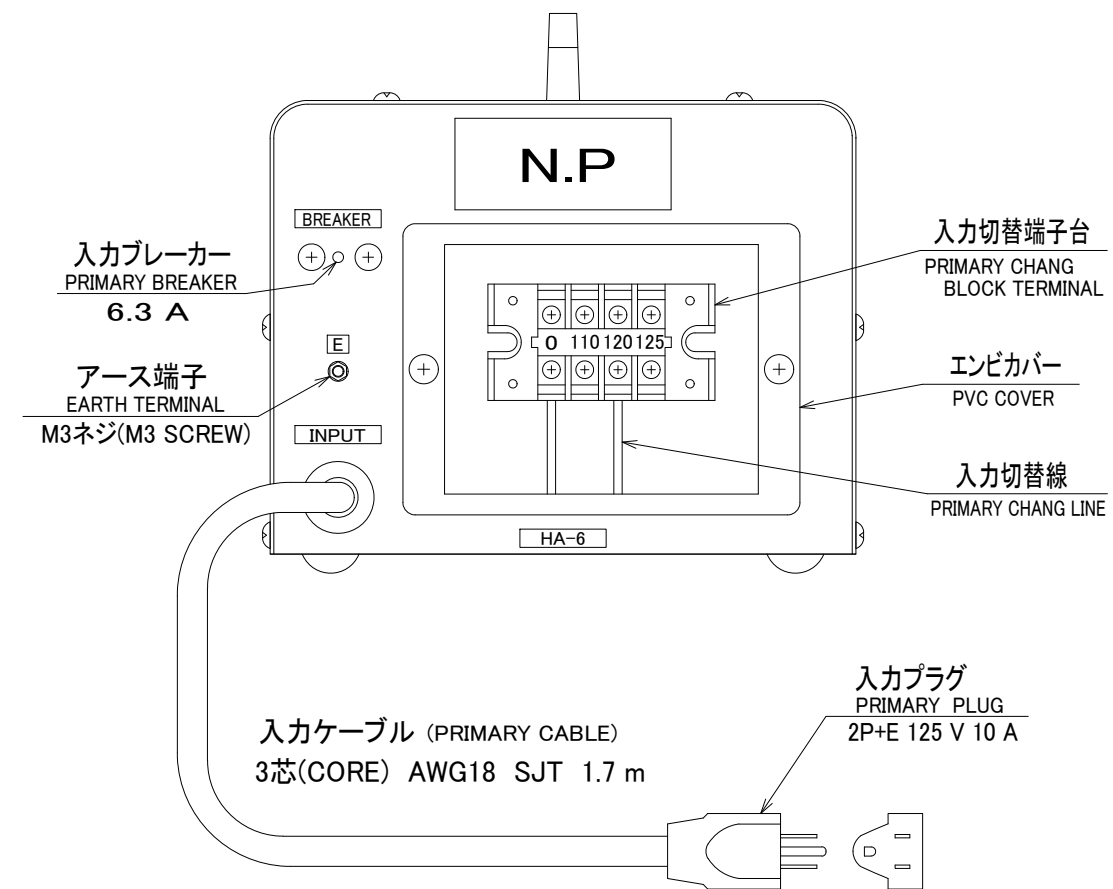 N.P
BREAKER
入力ブレーカー
PRIMARY BREAKER
6.3 A
入力切替端子台
PRIMARY CHANG
BLOCK TERMINAL
0 110 120 125
E
アース端子
EARTH TERMINAL
M3ネジ(M3 SCREW)
エンビカバー
PVC COVER
INPUT
入力切替線
PRIMARY CHANG LINE
HA-6
入力プラグ
PRIMARY PLUG
2P+E 125 V 10 A
入力ケーブル (PRIMARY CABLE)
3芯(CORE) AWG18 SJT 1.7 m